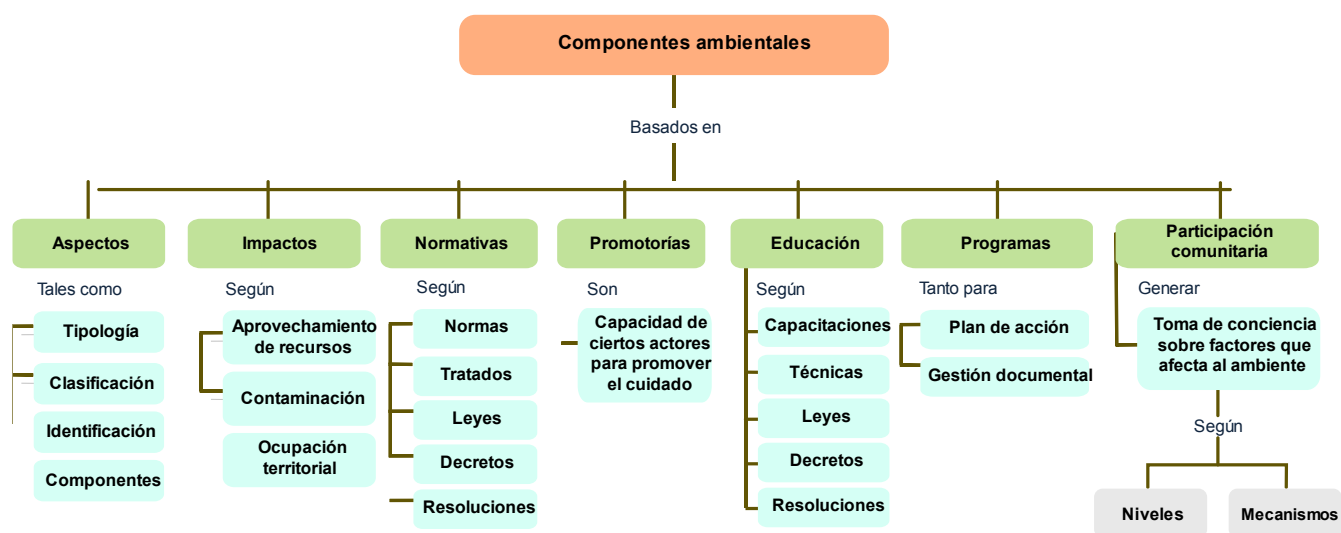 Componentes ambientales
Basados en
Aspectos
Impactos
Normativas
Promotorías
Educación
Programas
Participación
comunitaria
Tales como
Según
Según
Son
Según
Tanto para
Generar
Tipología
Clasificación
Identificación
Componentes
Aprovechamiento
de recursos
Contaminación
Ocupación
territorial
Normas
Tratados
Leyes
Decretos
Resoluciones
Capacidad de
ciertos actores
para promover
el cuidado
Capacitaciones
Técnicas
Leyes
Decretos
Resoluciones
Plan de acción
Gestión documental
Toma de conciencia
sobre factores que
afecta al ambiente
Según
Niveles
Mecanismos